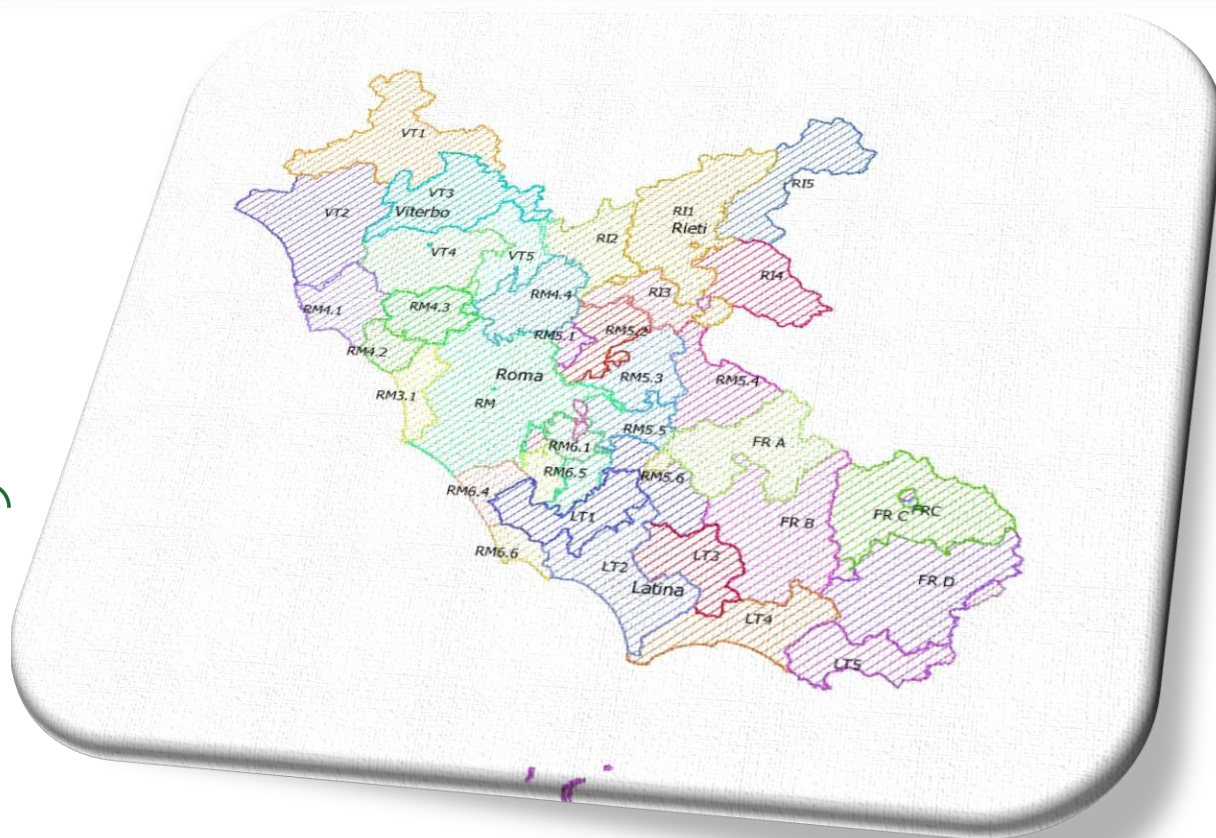 VT1
RI5
VT3
VT2
Viterbo
RI1
Rieti
RI2
VT4
VT5
RI4
RM4.4
RI3
RM4.1
RM4.3
RM5.1
RM5.2
RM4.2
Roma
RM5.3
RM5.4
RM3.1
RM
RM5.5
FR A
RM6.1
RM6.5
RM5.6
RM6.4
LT1
FR B
FR C
FRC
RM6.6
LT2
LT3
FR D
Latina
LT4
LT5